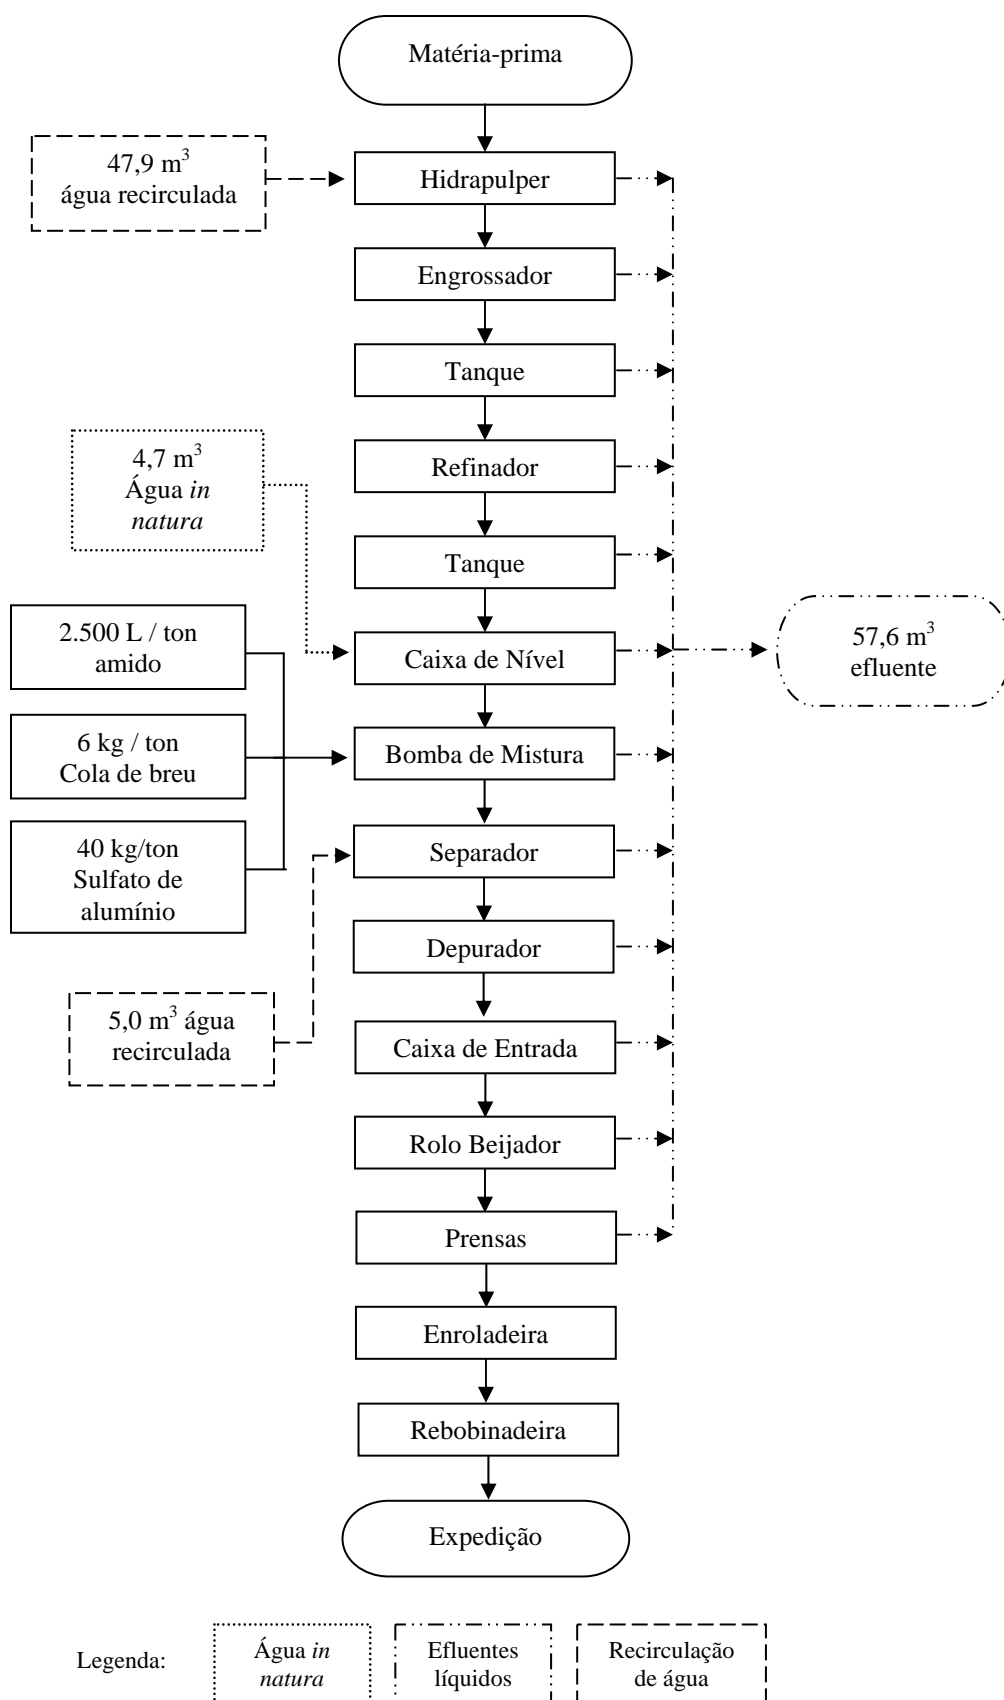 Matéria-prima
47,9 m³
água recirculada
Hidrapulper
Engrossador
Tanque
4,7 m³
Água in
natura
Refinador
Tanque
2.500 L / ton
amido
Caixa de Nível
57,6 m³
efluente
6 kg / ton
Cola de breu
Bomba de Mistura
40 kg/ton
Sulfato de
alumínio
Separador
Depurador
5,0 m³ água
recirculada
Caixa de Entrada
Rolo Beijador
Prensas
Enroladeira
Rebobinadeira
Expedição
Legenda:
Água in
natura
Efluentes
líquidos
Recirculação
de água